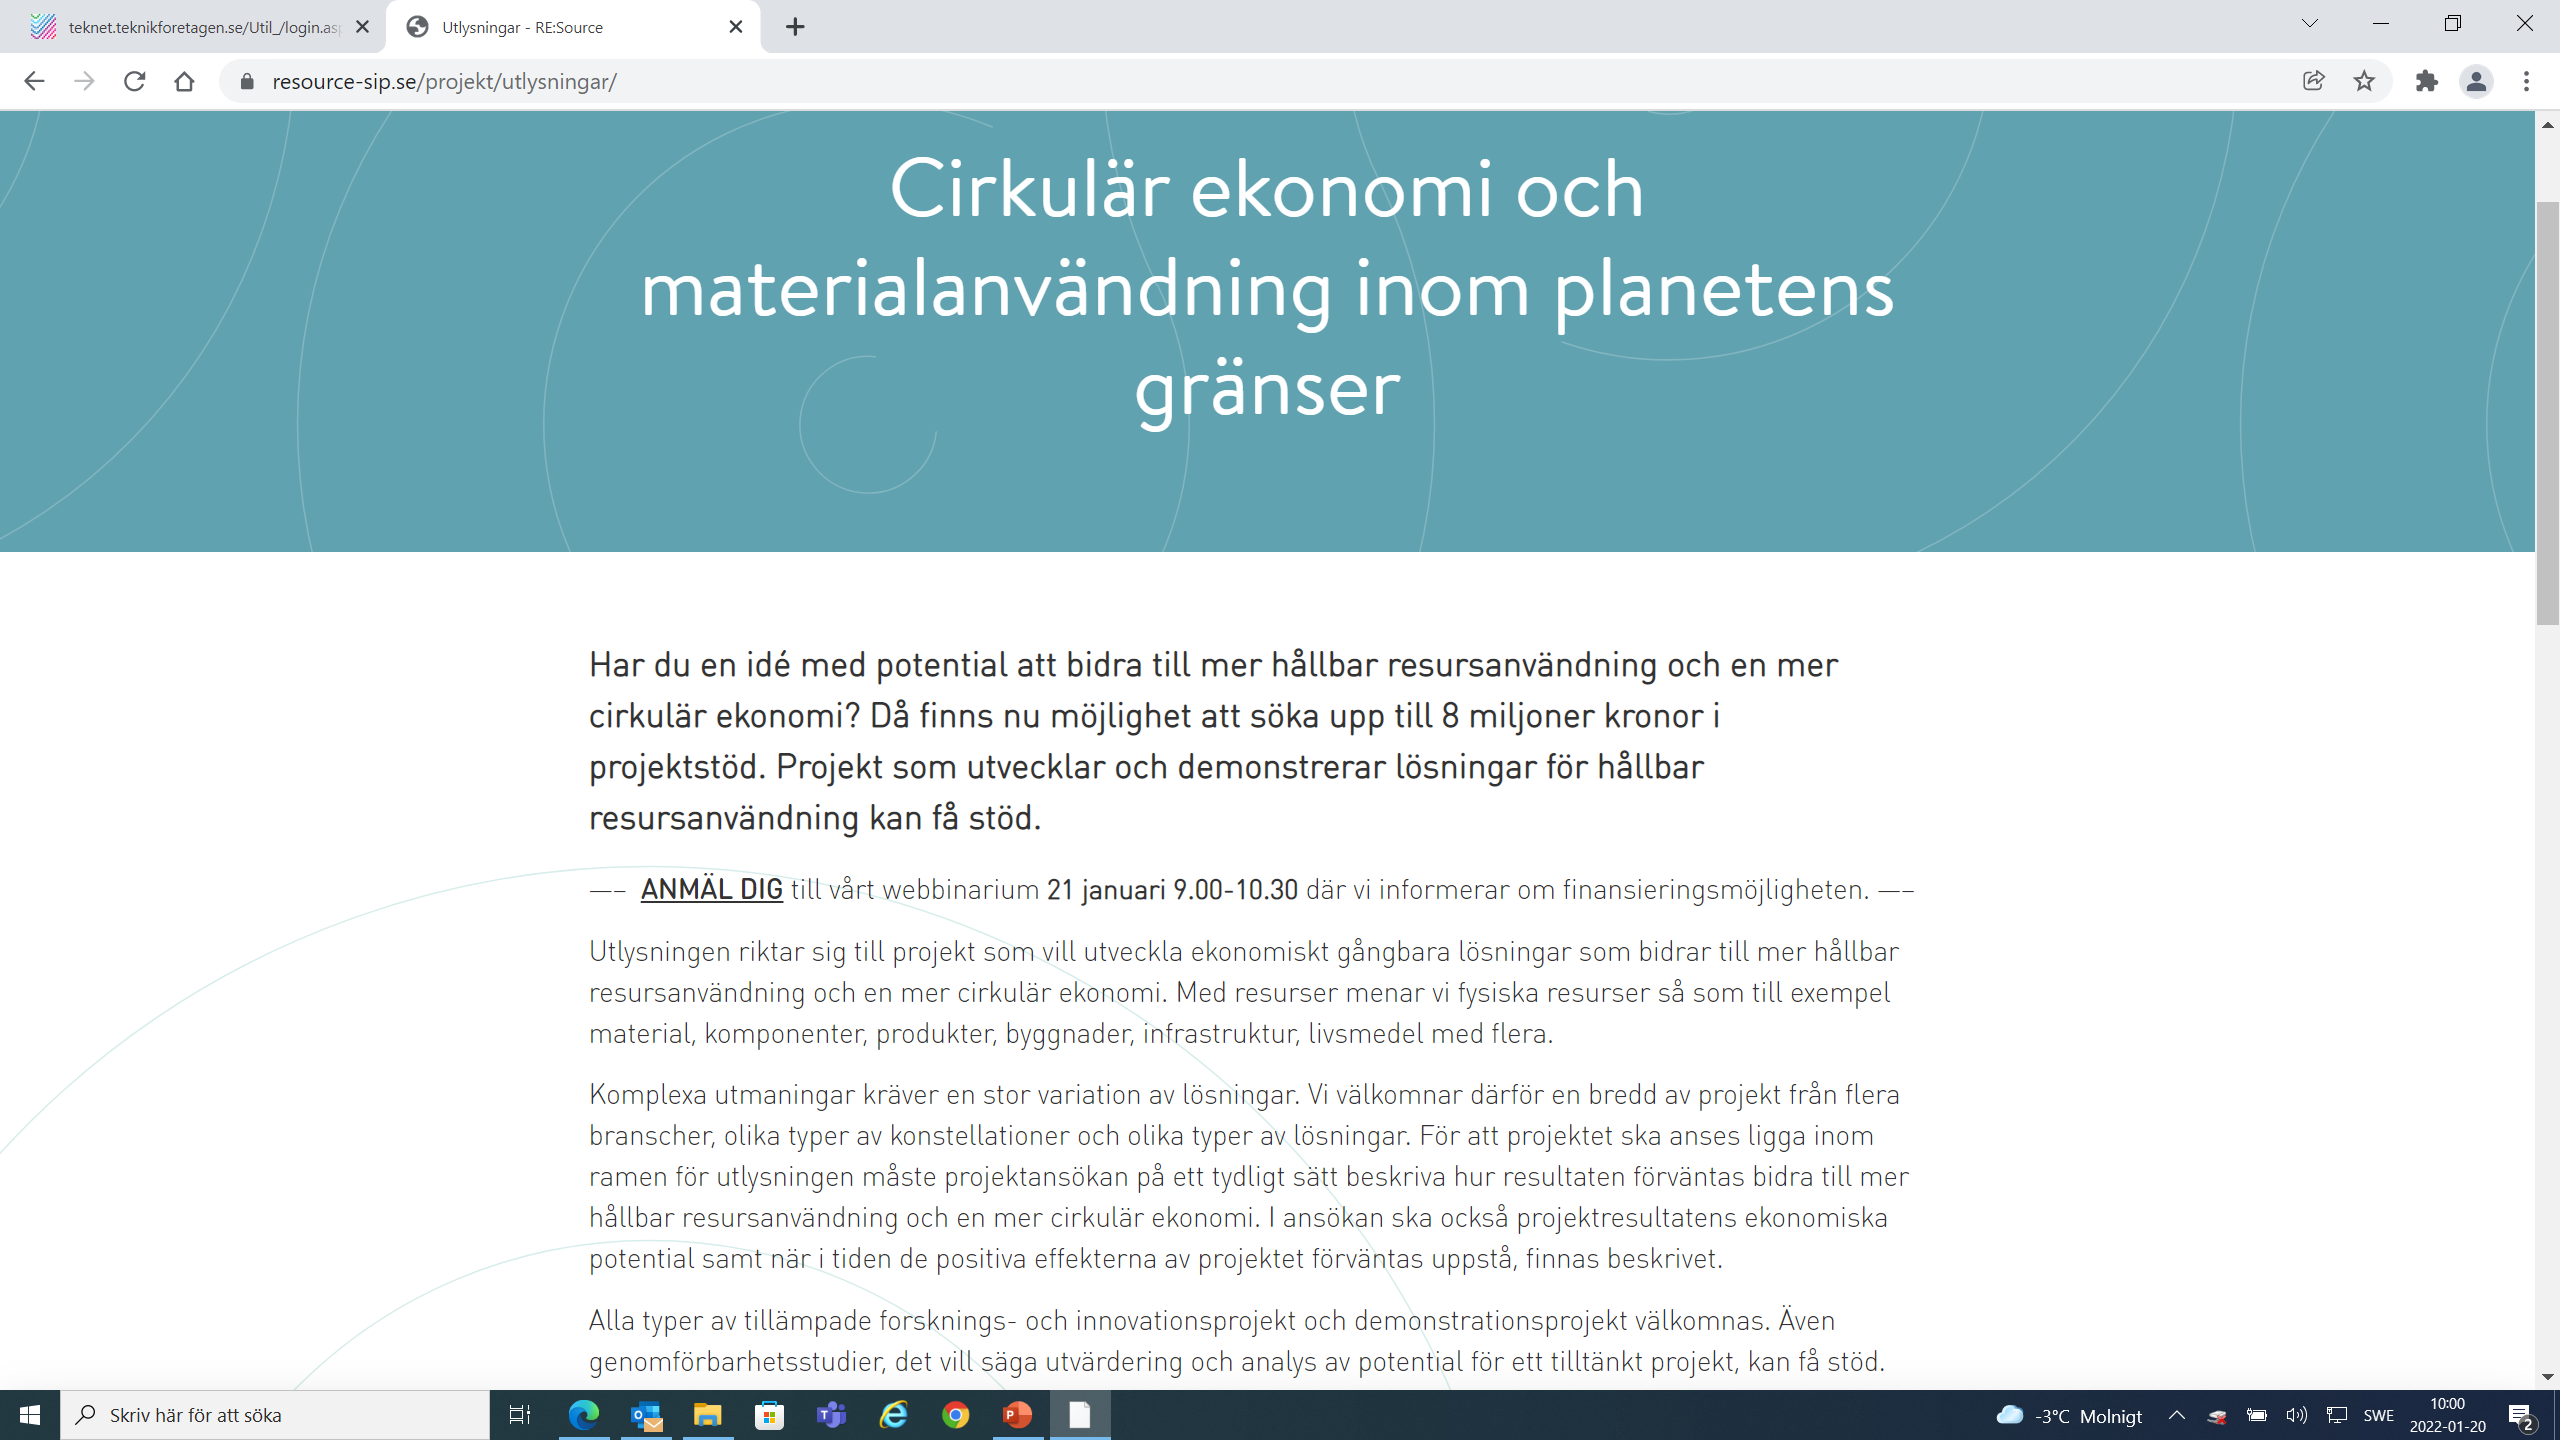 teknet.teknikforetagen.se/Util_/login.asp
Utlysningar - RE:Source
resource-sip.se/projekt/utlysningar/
Cirkulär ekonomi och
materialanvändning inom planetens
gränser
Har du en idé med potential att bidra till mer hållbar resursanvändning och en mer
cirkulär ekonomi? Då finns nu möjlighet att söka upp till 8 miljoner kronor i
projektstöd. Projekt som utvecklar och demonstrerar lösningar för hållbar
resursanvändning kan få stöd.
—– ANMÄL DIG till vårt webbinarium 21 januari 9.00-10.30 där vi informerar om finansieringsmöjligheten. —–
Utlysningen riktar sig till projekt som vill utveckla ekonomiskt gångbara lösningar som bidrar till mer hållbar
resursanvändning och en mer cirkulär ekonomi. Med resurser menar vi fysiska resurser så som till exempel
material, komponenter, produkter, byggnader, infrastruktur, livsmedel med flera.
Komplexa utmaningar kräver en stor variation av lösningar. Vi välkomnar därför en bredd av projekt från flera
branscher, olika typer av konstellationer och olika typer av lösningar. För att projektet ska anses ligga inom
ramen för utlysningen måste projektansökan på ett tydligt sätt beskriva hur resultaten förväntas bidra till mer
hållbar resursanvändning och en mer cirkulär ekonomi. I ansökan ska också projektresultatens ekonomiska
potential samt när i tiden de positiva effekterna av projektet förväntas uppstå, finnas beskrivet.
Alla typer av tillämpade forsknings- och innovationsprojekt och demonstrationsprojekt välkomnas. Även
genomförbarhetsstudier, det vill säga utvärdering och analys av potential för ett tilltänkt projekt, kan få stöd.
Skriv här för att söka
-3°C Molnigt
SWE
10:00
2022-01-20
2